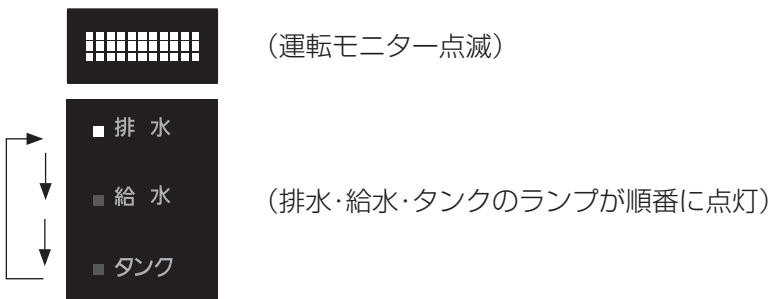 （運転モニター点滅）
排 水
給 水
（排水･給水･タンクのランプが順番に点灯）
タンク